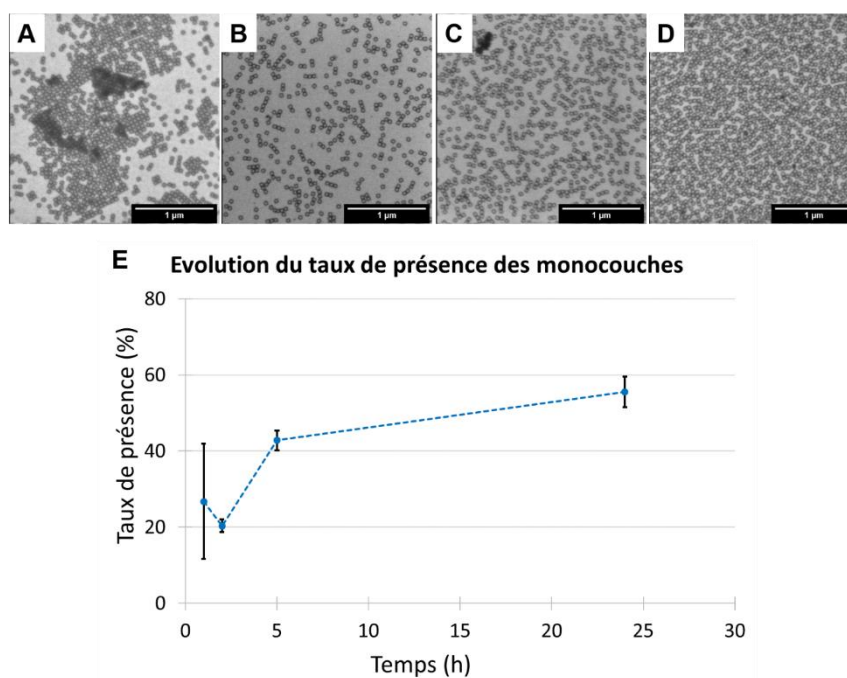 A B C D
1 µm 1 µm 1 µm 1 µm
E Evolution du taux de présence des monocouches
80
60
40
20
0
Taux de présence (%)
0 5 10 15 20 25 30
Temps (h)